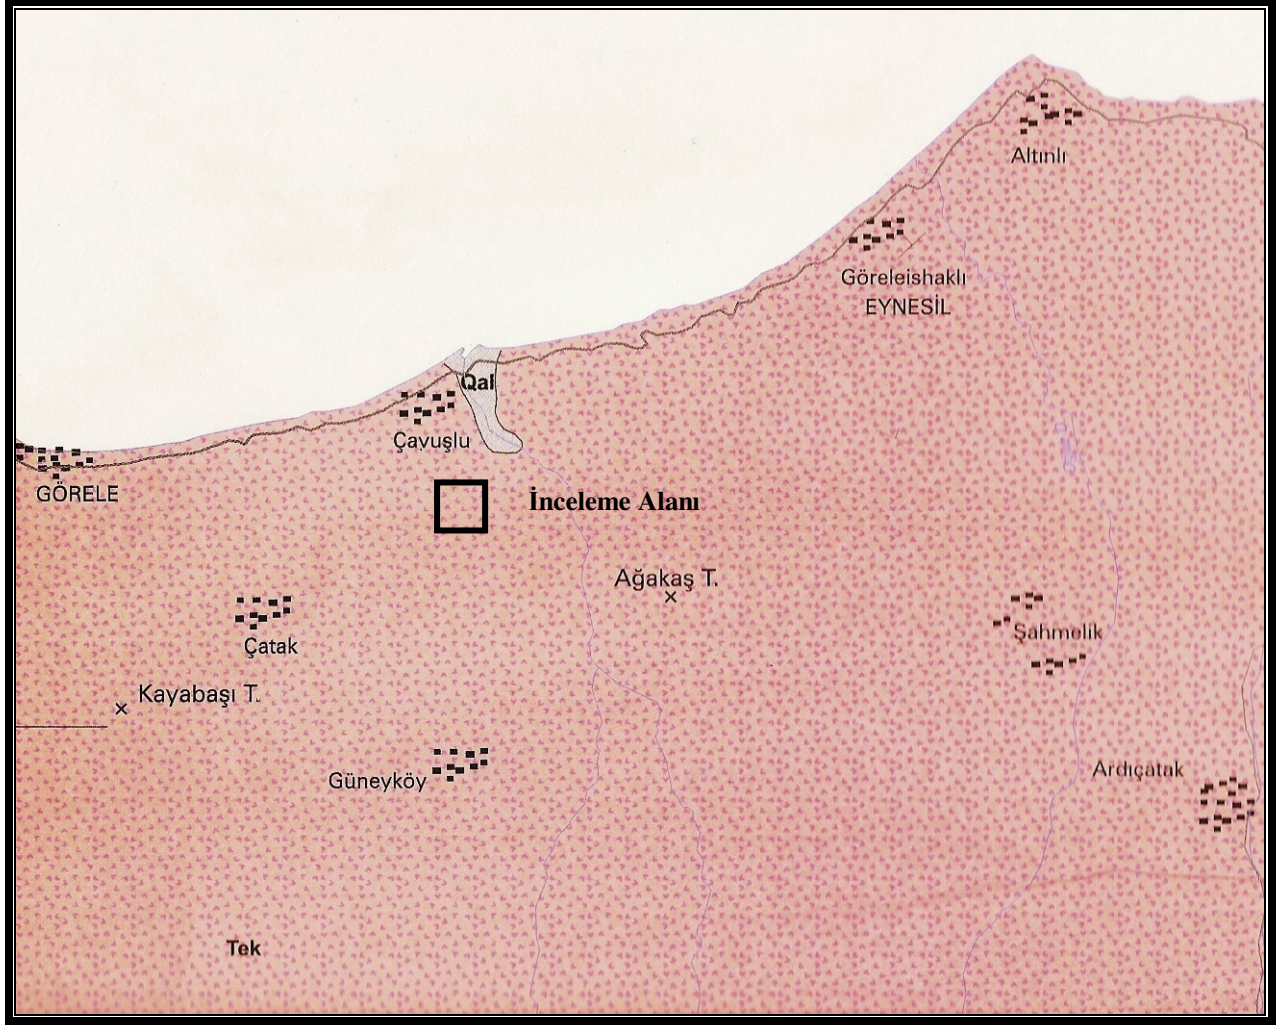 Altınlı
Göreleishaklı
EYNESİL
Qal
Çavuşlu
GÖRELE
İnceleme Alanı
Ağakaş T.
Çatak
Şahmelik
Kayabaşı T.
Güneyköy
Ardıçatak
Tek